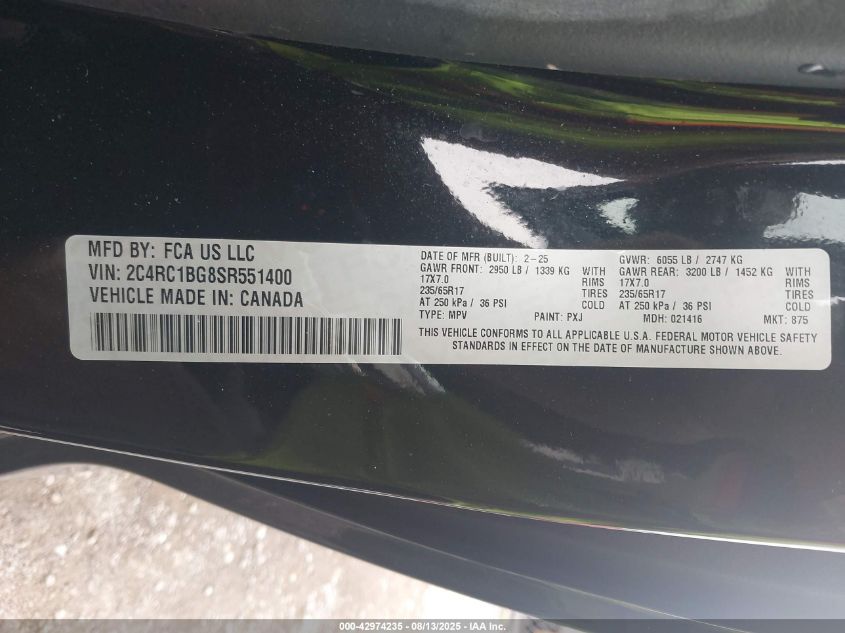 MFD BY: FCA US LLC
VIN: 2C4RC1BG8SR551400
VEHICLE MADE IN: CANADA
DATE OF MFR (BUILT): 2-25 GVWR: 6055 LB / 2747 KG
GAWR FRONT: 2950 LB / 1339 KG WITH GAWR REAR: 3200 LB / 1452 KG WITH
17X7.0 RIMS 17X7.0 RIMS
235/65R17 TIRES 235/65R17 TIRES
AT 250 kPa / 36 PSI COLD AT 250 kPa / 36 PSI COLD
TYPE: MPV PAINT: PXJ MDH: 021416 MKT: 875
THIS VEHICLE CONFORMS TO ALL APPLICABLE U.S.A. FEDERAL MOTOR VEHICLE SAFETY
STANDARDS IN EFFECT ON THE DATE OF MANUFACTURE SHOWN ABOVE.
000-42974235 - 08/13/2025 - IAA Inc.